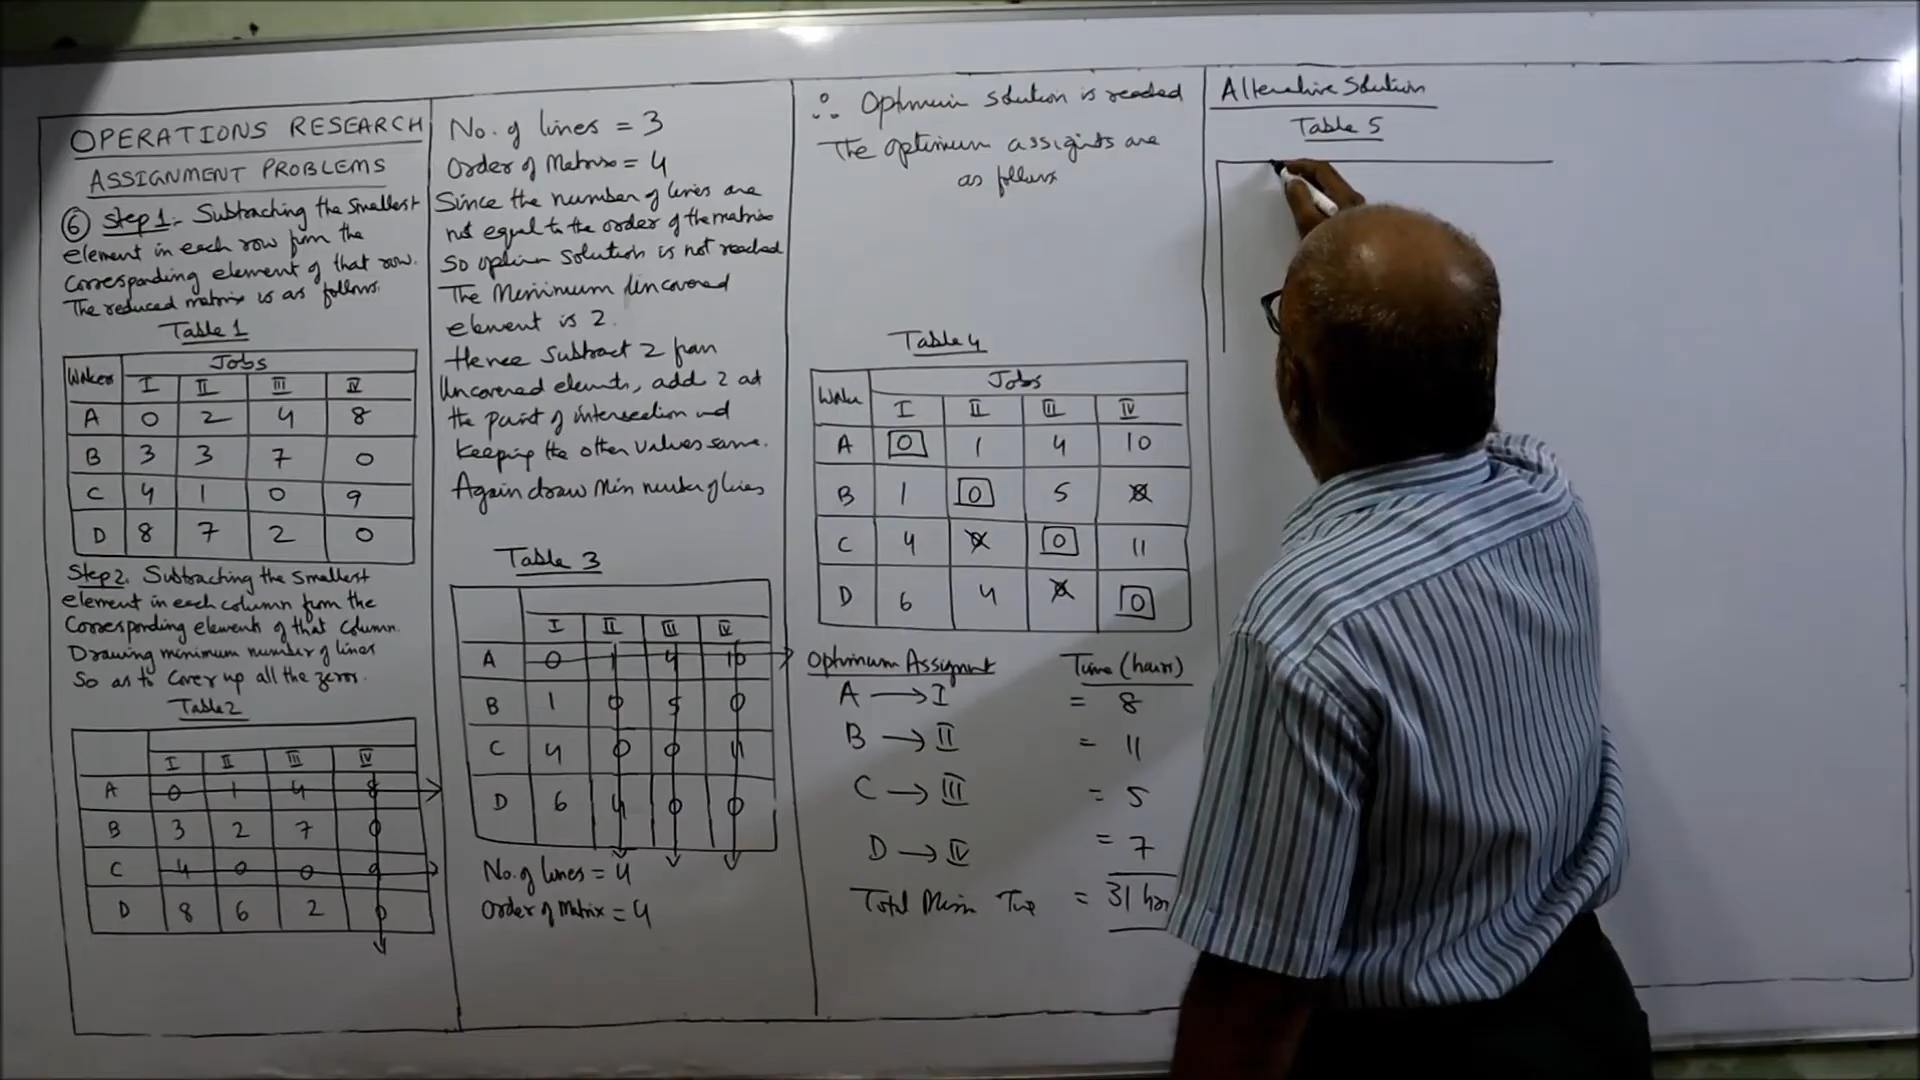 OPERATIONS RESEARCH
ASSIGNMENT PROBLEMS
⑥ Step 1:- Subtracting the Smallest
element in each row from the
Corresponding element of that row.
The reduced matrix is as follows.
Table 1
Worker Jobs
I II III IV
A 0 2 4 8
B 3 3 7 0
C 4 1 0 9
D 8 7 2 0
Step 2. Subtracting the Smallest
element in each column from the
Corresponding elements of that column.
Drawing minimum number of lines
So as to cover up all the zeros.
Table 2
I II III IV
A 0 1 4 8
B 3 2 7 0
C 4 0 0 9
D 8 6 2 0
No. of lines = 3
Order of Matrix = 4
Since the number of lines are
not equal to the order of the matrix
So optimum solution is not reached
The Minimum Uncovered
element is 2.
Hence Subtract 2 from
Uncovered elements, add 2 at
the point of intersection and
Keeping the other values same.
Again draw Min number of lines
Table 3
I II III IV
A 0 1 4 10
B 1 0 5 0
C 4 0 0 11
D 6 4 0 0
No. of lines = 4
Order of Matrix = 4
∴ Optimum solution is reached
The optimum assignts are
as follows
Table 4
Worker Jobs
I II III IV
A 0 1 4 10
B 1 0 5 0
C 4 0 0 11
D 6 4 0 0
Optimum Assignment Time (hours)
A → I = 8
B → II = 11
C → III = 5
D → IV = 7
Total Min Time = 31 hrs
Alternative Solution
Table 5